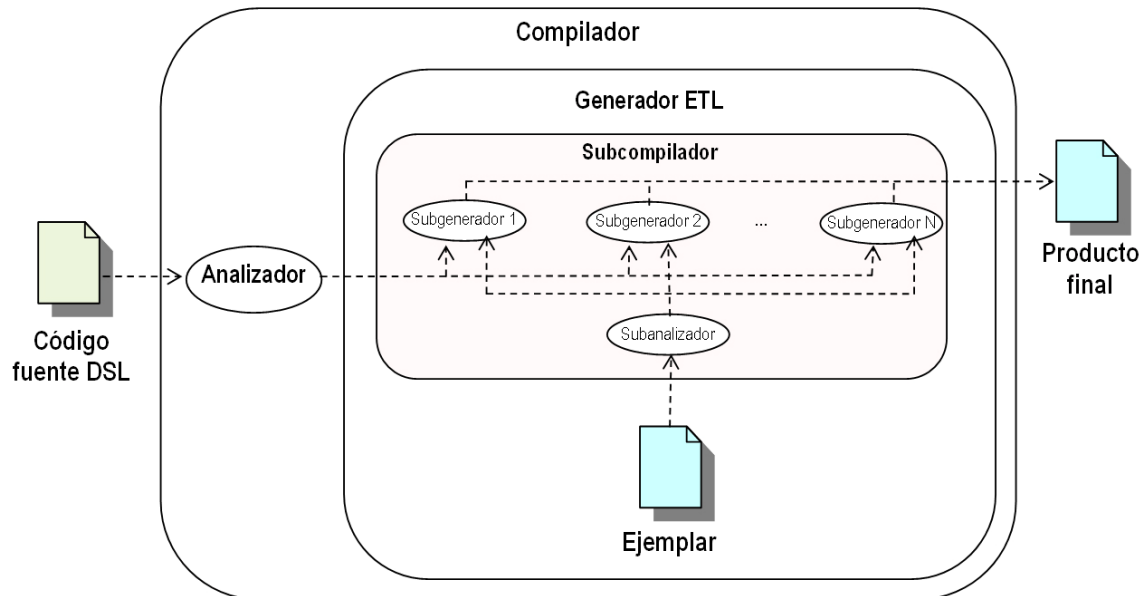 Compilador
Generador ETL
Subcompilador
Subgenerador 1
Subgenerador 2
...
Subgenerador N
Analizador
Subanalizador
Código
fuente DSL
Producto
final
Ejemplar